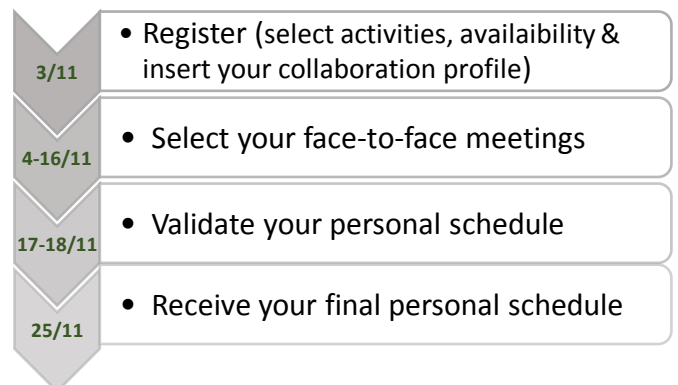 3/11
• Register (select activities, availaibility &
insert your collaboration profile)
4-16/11
• Select your face-to-face meetings
17-18/11
• Validate your personal schedule
25/11
• Receive your final personal schedule